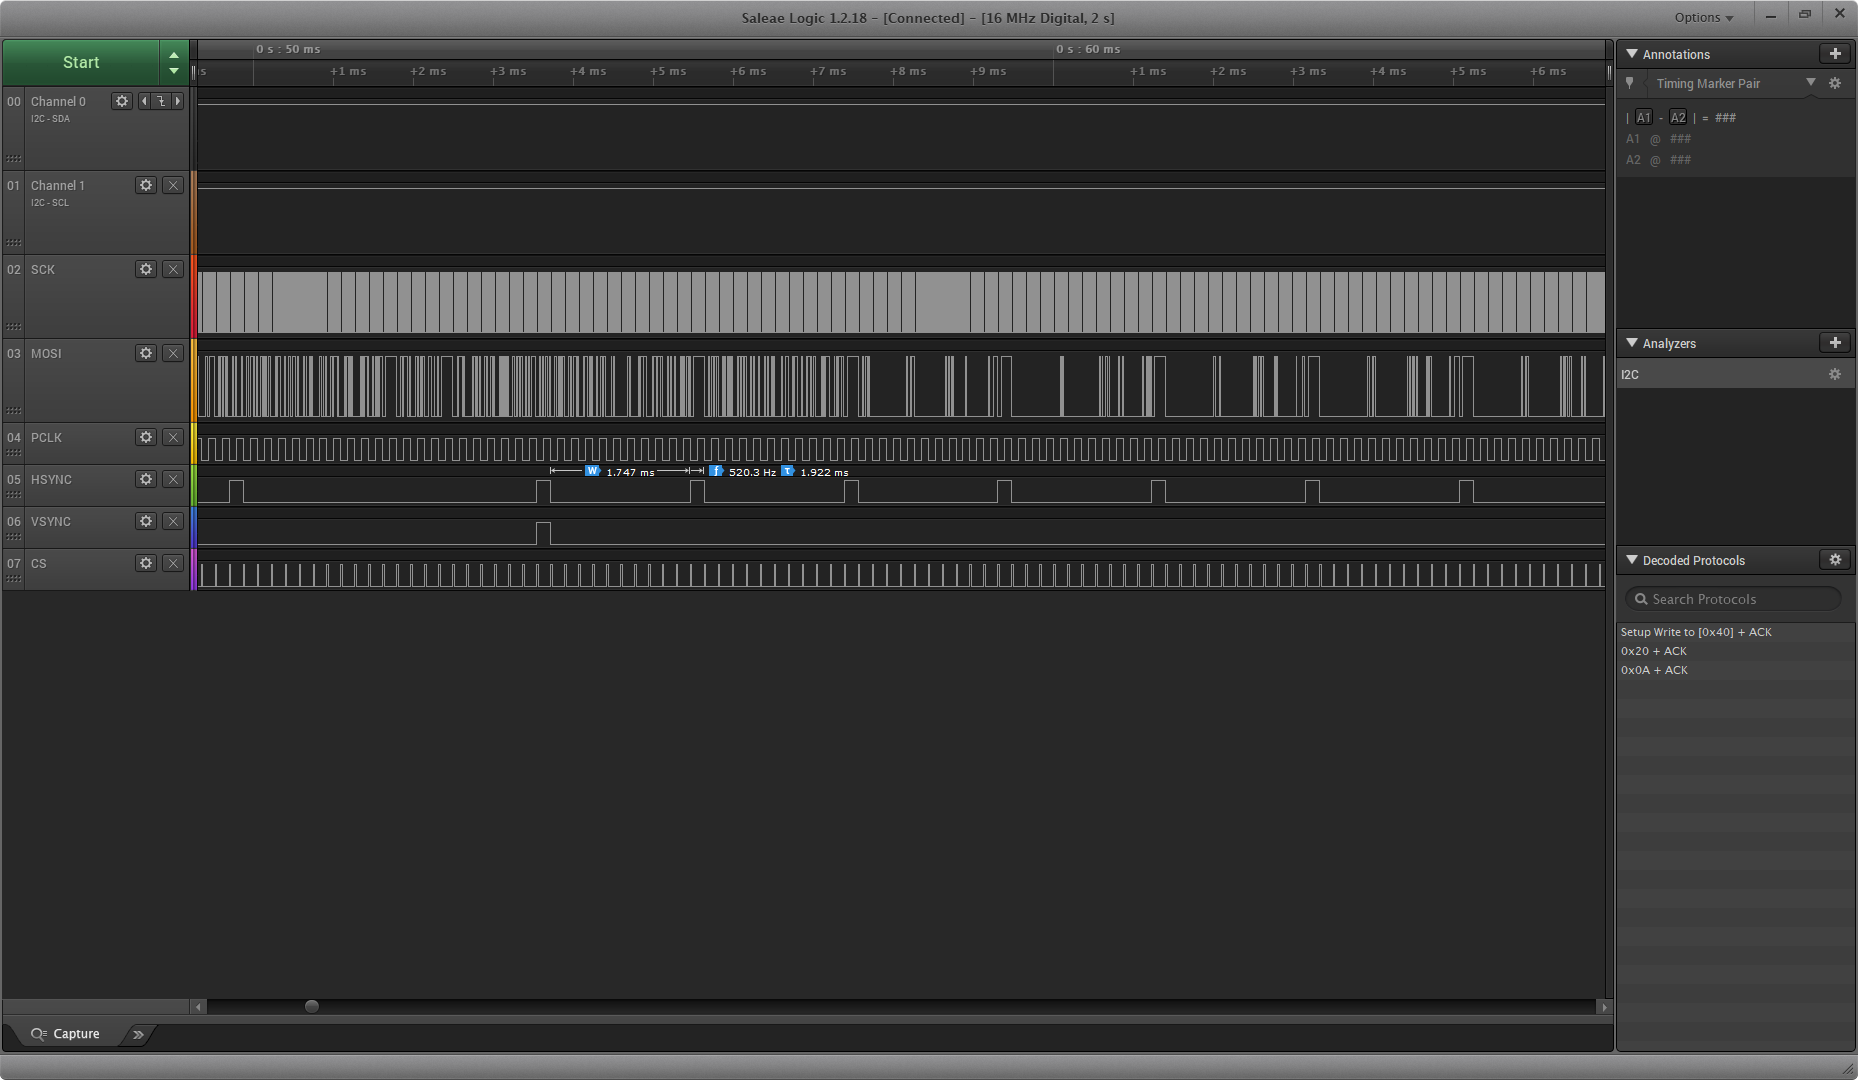 Saleae Logic 1.2.18 - [Connected] - [16 MHz Digital, 2 s]
Options
Start
0 s : 50 ms
0 s : 60 ms
+1 ms
+2 ms
+3 ms
+4 ms
+5 ms
+6 ms
+7 ms
+8 ms
+9 ms
+1 ms
+2 ms
+3 ms
+4 ms
+5 ms
+6 ms
00 Channel 0
I2C - SDA
01 Channel 1
I2C - SCL
02 SCK
03 MOSI
04 PCLK
05 HSYNC
W 1.747 ms f 520.3 Hz T 1.922 ms
06 VSYNC
07 CS
Capture
Annotations
Timing Marker Pair
| A1 - A2 | = ###
A1 @ ###
A2 @ ###
Analyzers
I2C
Decoded Protocols
Search Protocols
Setup Write to [0x40] + ACK
0x20 + ACK
0x0A + ACK